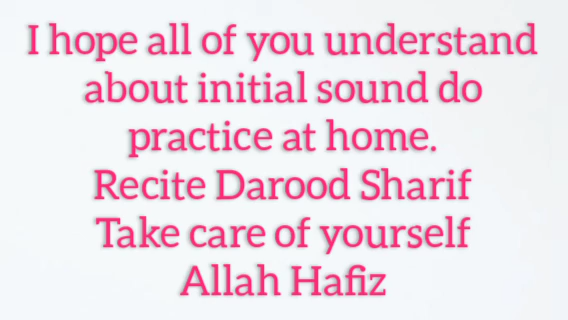 I hope all of you understand
about initial sound do
practice at home.
Recite Darood Sharif
Take care of yourself
Allah Hafiz